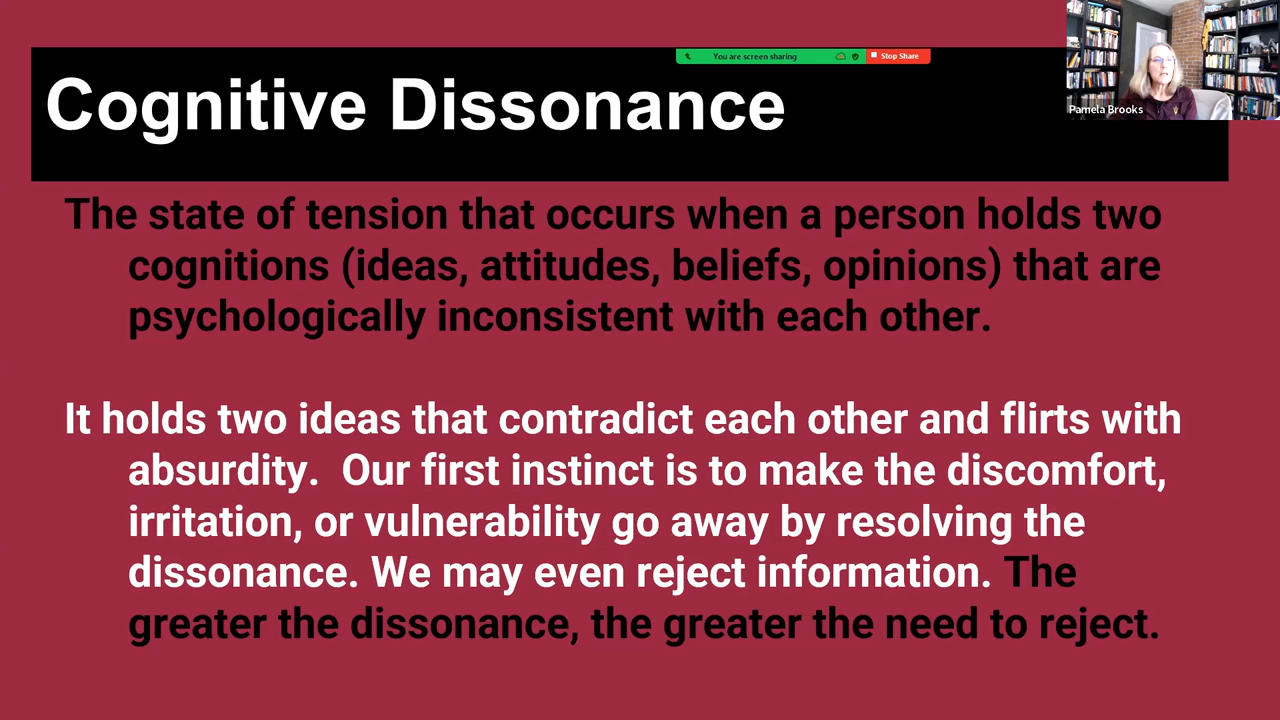 You are screen sharing
Stop Share
Cognitive Dissonance
Pamela Brooks
The state of tension that occurs when a person holds two
cognitions (ideas, attitudes, beliefs, opinions) that are
psychologically inconsistent with each other.
It holds two ideas that contradict each other and flirts with
absurdity. Our first instinct is to make the discomfort,
irritation, or vulnerability go away by resolving the
dissonance. We may even reject information. The
greater the dissonance, the greater the need to reject.